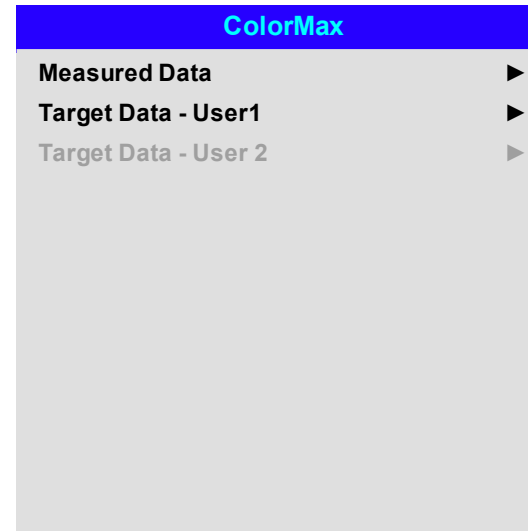 ColorMax
Measured Data ►
Target Data - User1 ►
Target Data - User 2 ►